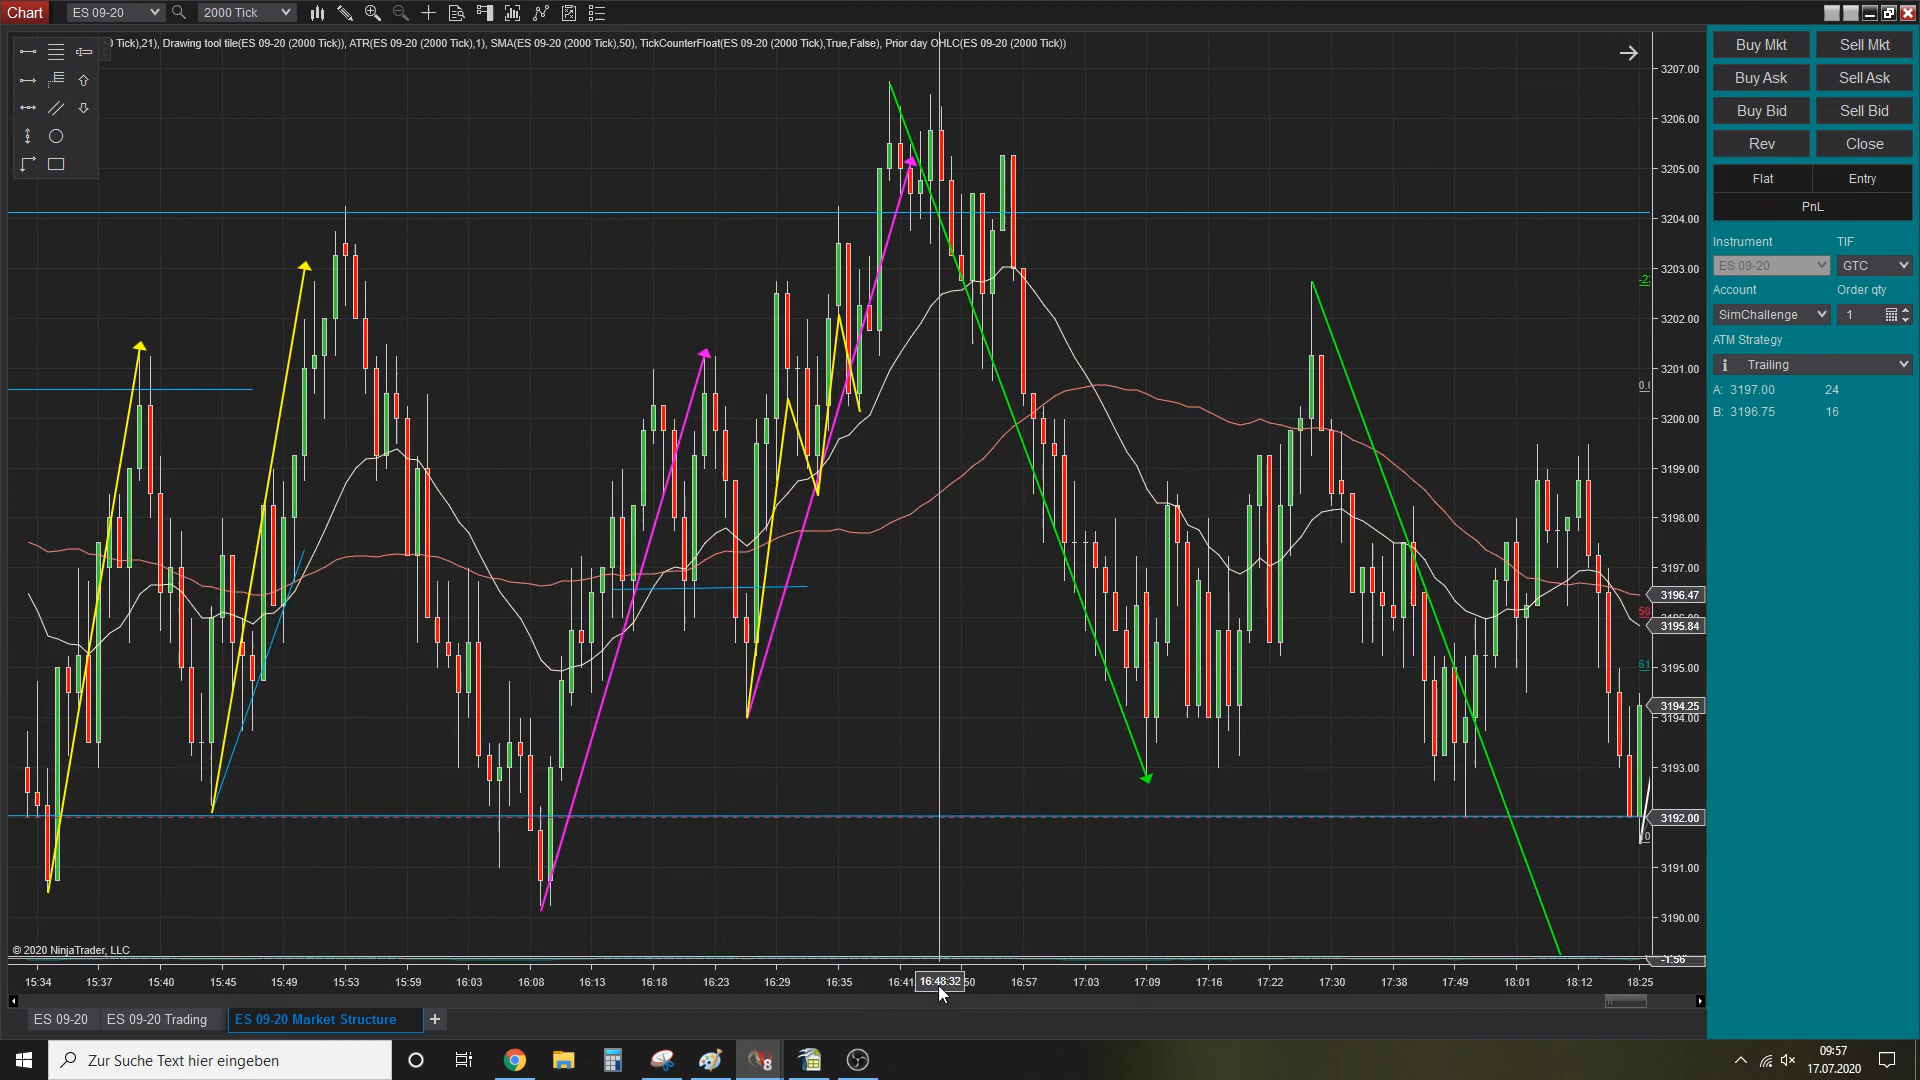 Chart
ES 09-20
2000 Tick
0 Tick),21), Drawing tool tile(ES 09-20 (2000 Tick)), ATR(ES 09-20 (2000 Tick),1), SMA(ES 09-20 (2000 Tick),50), TickCounterFloat(ES 09-20 (2000 Tick),True,False), Prior day OHLC(ES 09-20 (2000 Tick))
3207.00
3206.00
3205.00
3204.00
3203.00
3202.00
3201.00
3200.00
3199.00
3198.00
3197.00
3196.47
3195.84
3195.00
3194.25
3194.00
3193.00
3192.00
3191.00
3190.00
-1.56
50
61
© 2020 NinjaTrader, LLC
15:34
15:37
15:40
15:45
15:49
15:53
15:59
16:03
16:08
16:13
16:18
16:23
16:29
16:35
16:41
16:48:32
50
16:57
17:03
17:09
17:16
17:22
17:30
17:38
17:49
18:01
18:12
18:25
ES 09-20
ES 09-20 Trading
ES 09-20 Market Structure
+
Buy Mkt
Sell Mkt
Buy Ask
Sell Ask
Buy Bid
Sell Bid
Rev
Close
Flat
Entry
PnL
Instrument
TIF
ES 09-20
GTC
Account
Order qty
SimChallenge
1
ATM Strategy
Trailing
A: 3197.00 24
B: 3196.75 16
Zur Suche Text hier eingeben
8
09:57
17.07.2020